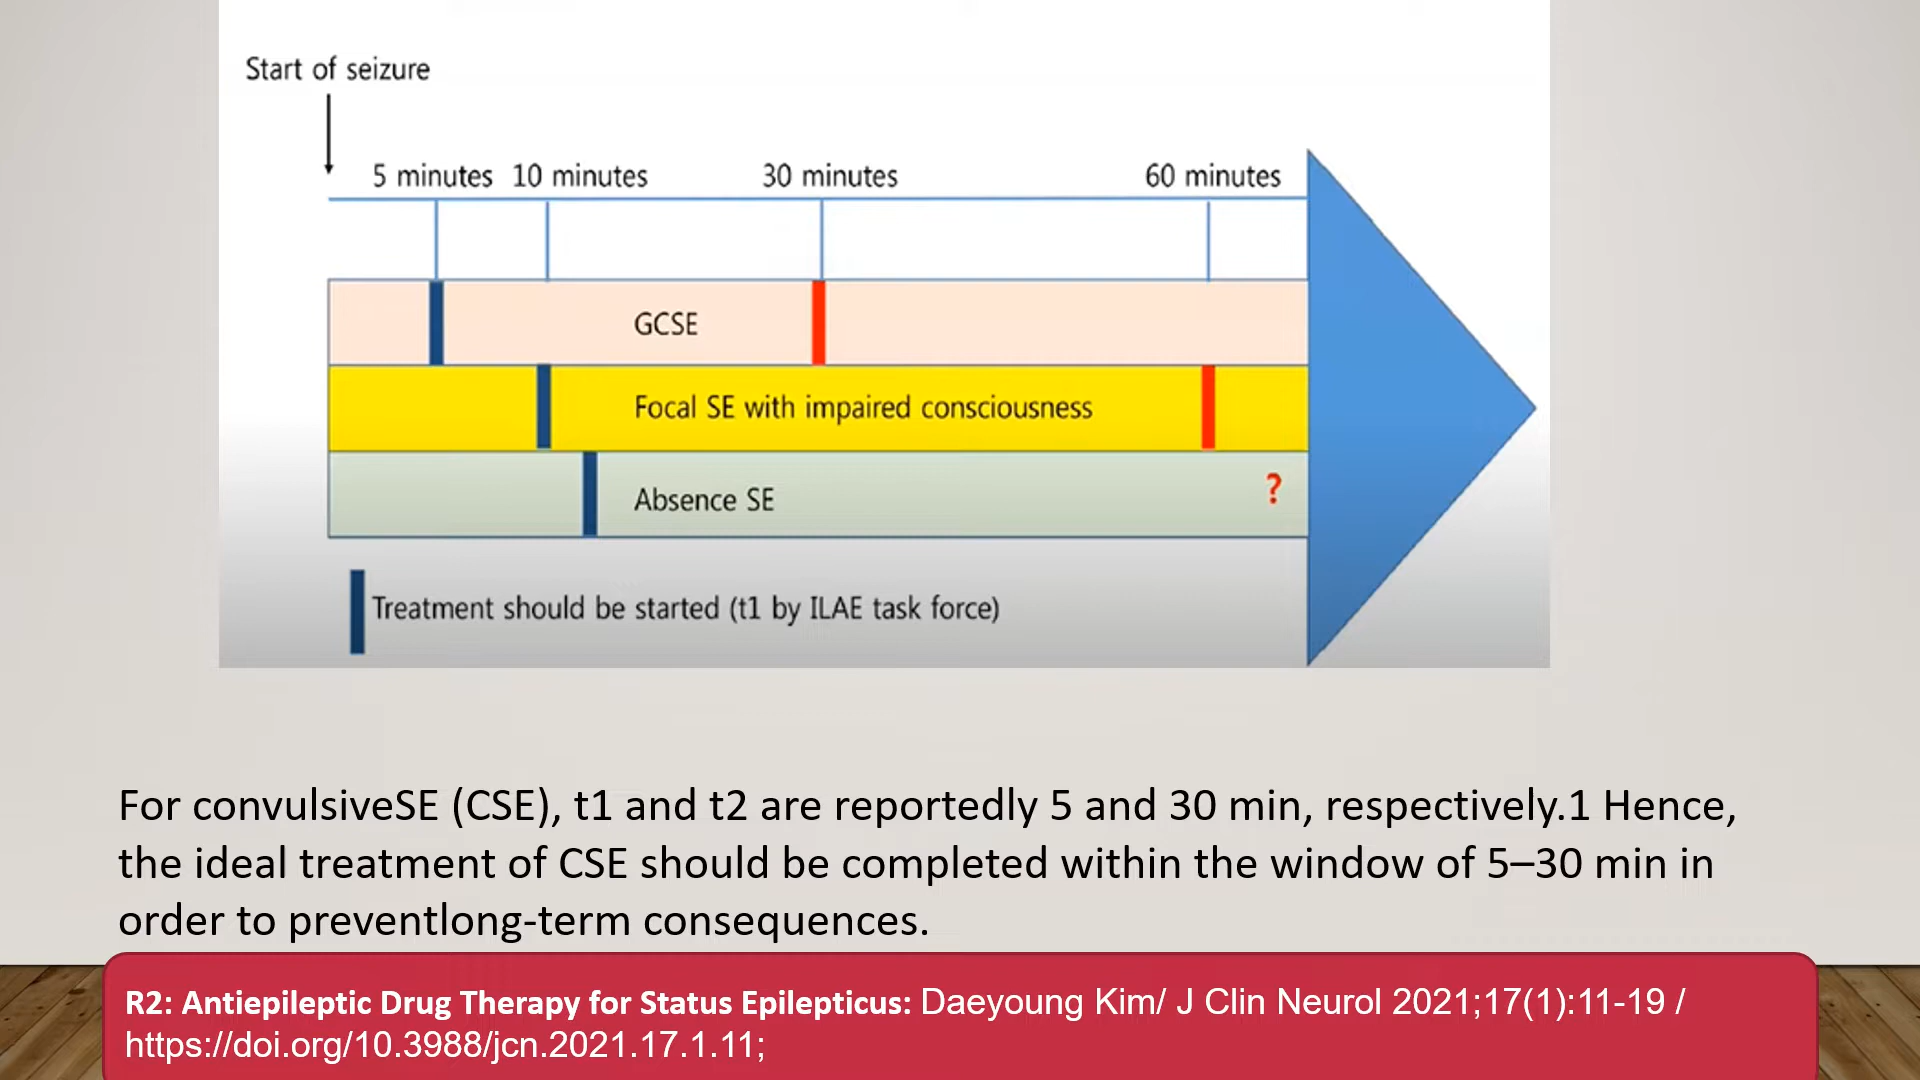 Start of seizure
5 minutes 10 minutes 30 minutes 60 minutes
GCSE
Focal SE with impaired consciousness
Absence SE ?
Treatment should be started (t1 by ILAE task force)
For convulsiveSE (CSE), t1 and t2 are reportedly 5 and 30 min, respectively.1 Hence,
the ideal treatment of CSE should be completed within the window of 5–30 min in
order to preventlong-term consequences.
R2: Antiepileptic Drug Therapy for Status Epilepticus: Daeyoung Kim/ J Clin Neurol 2021;17(1):11-19 /
https://doi.org/10.3988/jcn.2021.17.1.11;